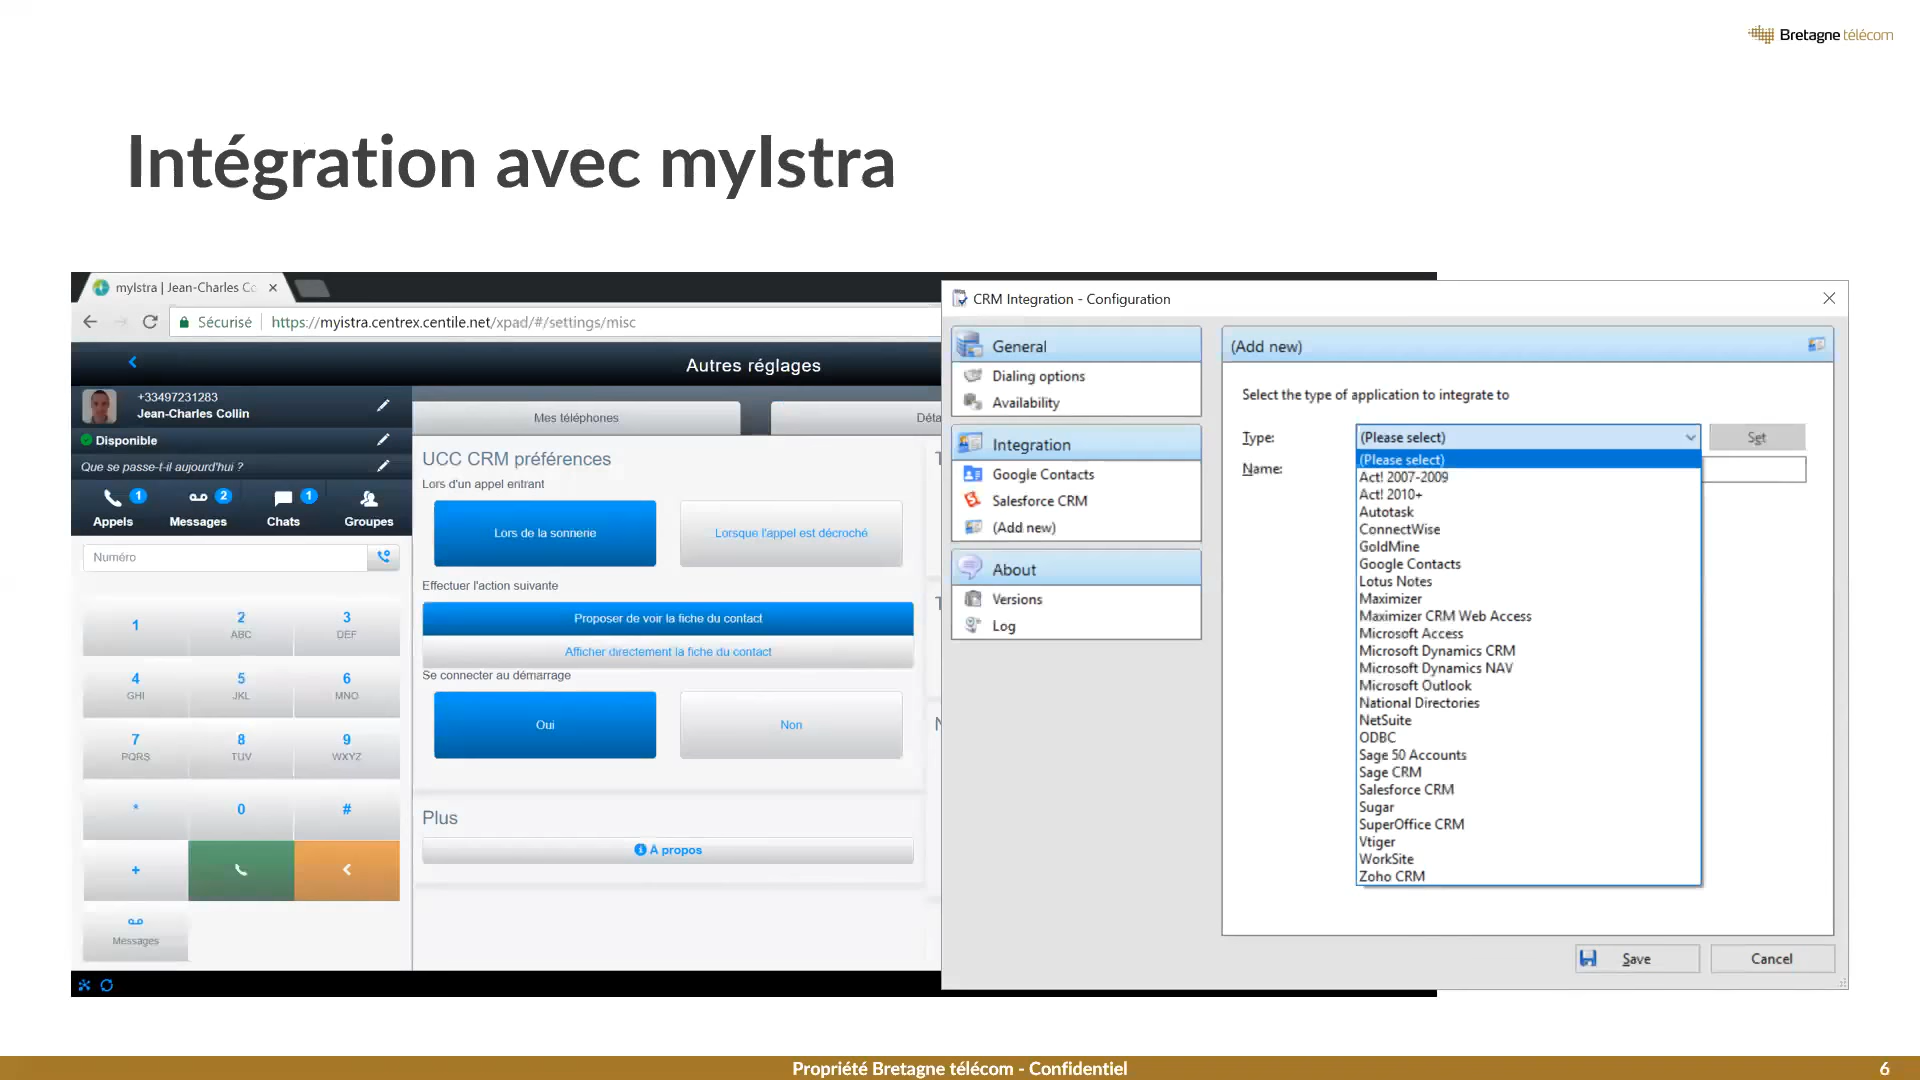 Bretagne télécom
Intégration avec myIstra
myIstra | Jean-Charles Co
Sécurisé
https://myistra.centrex.centile.net/xpad/#/settings/misc
Autres réglages
+33497231283
Jean-Charles Collin
Disponible
Que se passe-t-il aujourd'hui ?
1
2
1
Appels
Messages
Chats
Groupes
Numéro
1
2
ABC
3
DEF
4
GHI
5
JKL
6
MNO
7
PQRS
8
TUV
9
WXYZ
*
0
#
+
Messages
Mes téléphones
Déta
UCC CRM préférences
Lors d'un appel entrant
Lors de la sonnerie
Lorsque l'appel est décroché
Effectuer l'action suivante
Proposer de voir la fiche du contact
Afficher directement la fiche du contact
Se connecter au démarrage
Oui
Non
Plus
À propos
CRM Integration - Configuration
General
Dialing options
Availability
Integration
Google Contacts
Salesforce CRM
(Add new)
About
Versions
Log
(Add new)
Select the type of application to integrate to
Type:
(Please select)
Set
Name:
(Please select)
Act! 2007-2009
Act! 2010+
Autotask
ConnectWise
GoldMine
Google Contacts
Lotus Notes
Maximizer
Maximizer CRM Web Access
Microsoft Access
Microsoft Dynamics CRM
Microsoft Dynamics NAV
Microsoft Outlook
National Directories
NetSuite
ODBC
Sage 50 Accounts
Sage CRM
Salesforce CRM
Sugar
SuperOffice CRM
Vtiger
WorkSite
Zoho CRM
Save
Cancel
Propriété Bretagne télécom - Confidentiel
6